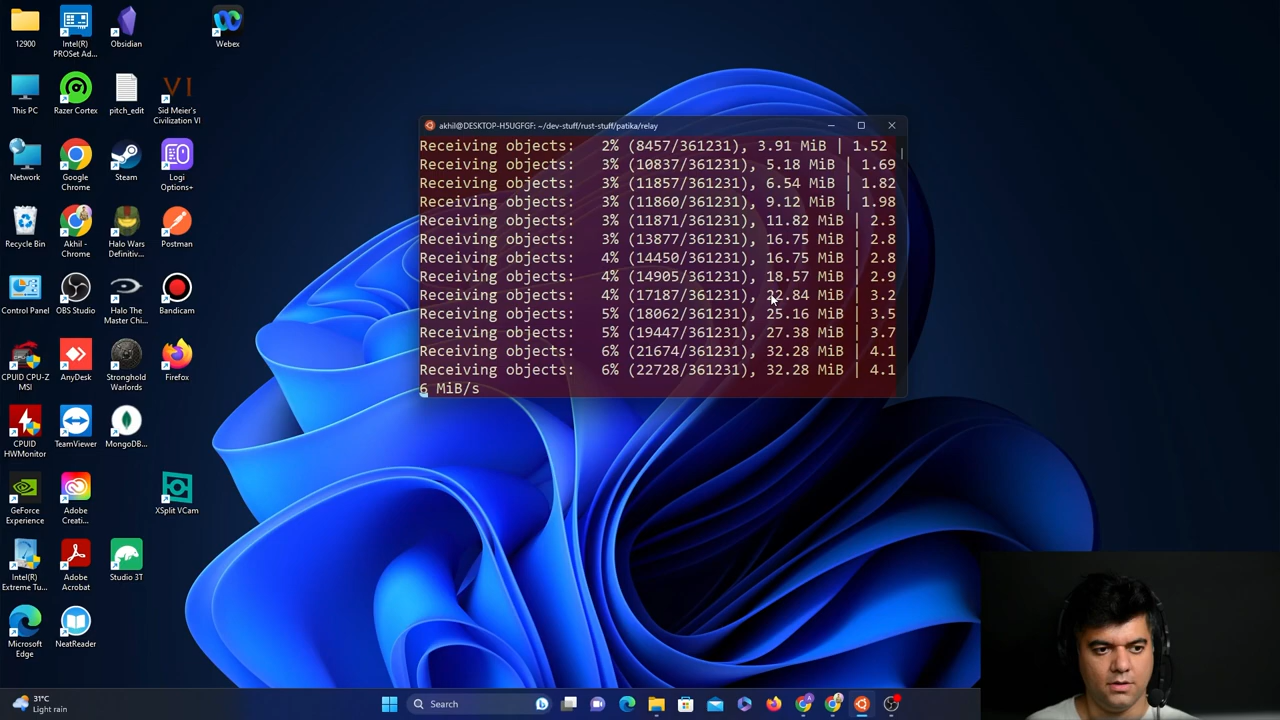 12900
Intel(R)
PROSet Ad...
Obsidian
Webex
This PC
Razer Cortex
pitch_edit
VI
Sid Meier's
Civilization VI
Network
Google
Chrome
Steam
Logi
Options+
Recycle Bin
Akhil -
Chrome
Halo Wars
Definitiv...
Postman
Control Panel
OBS Studio
Halo The
Master Chi...
Bandicam
CPUID CPU-Z
MSI
AnyDesk
Stronghold
Warlords
Firefox
CPUID
HWMonitor
TeamViewer
MongoDB...
GeForce
Experience
Adobe
Creati...
XSplit VCam
Intel(R)
Extreme Tu...
Adobe
Acrobat
Studio 3T
Microsoft
Edge
NeatReader
akhil@DESKTOP-H5UGFGF: ~/dev-stuff/rust-stuff/patika/relay
Receiving objects:   2% (8457/361231), 3.91 MiB | 1.52
Receiving objects:   3% (10837/361231), 5.18 MiB | 1.69
Receiving objects:   3% (11857/361231), 6.54 MiB | 1.82
Receiving objects:   3% (11860/361231), 9.12 MiB | 1.98
Receiving objects:   3% (11871/361231), 11.82 MiB | 2.3
Receiving objects:   3% (13877/361231), 16.75 MiB | 2.8
Receiving objects:   4% (14450/361231), 16.75 MiB | 2.8
Receiving objects:   4% (14905/361231), 18.57 MiB | 2.9
Receiving objects:   4% (17187/361231), 22.84 MiB | 3.2
Receiving objects:   5% (18062/361231), 25.16 MiB | 3.5
Receiving objects:   5% (19447/361231), 27.38 MiB | 3.7
Receiving objects:   6% (21674/361231), 32.28 MiB | 4.1
Receiving objects:   6% (22728/361231), 32.28 MiB | 4.1
6 MiB/s
31°C
Light rain
Search